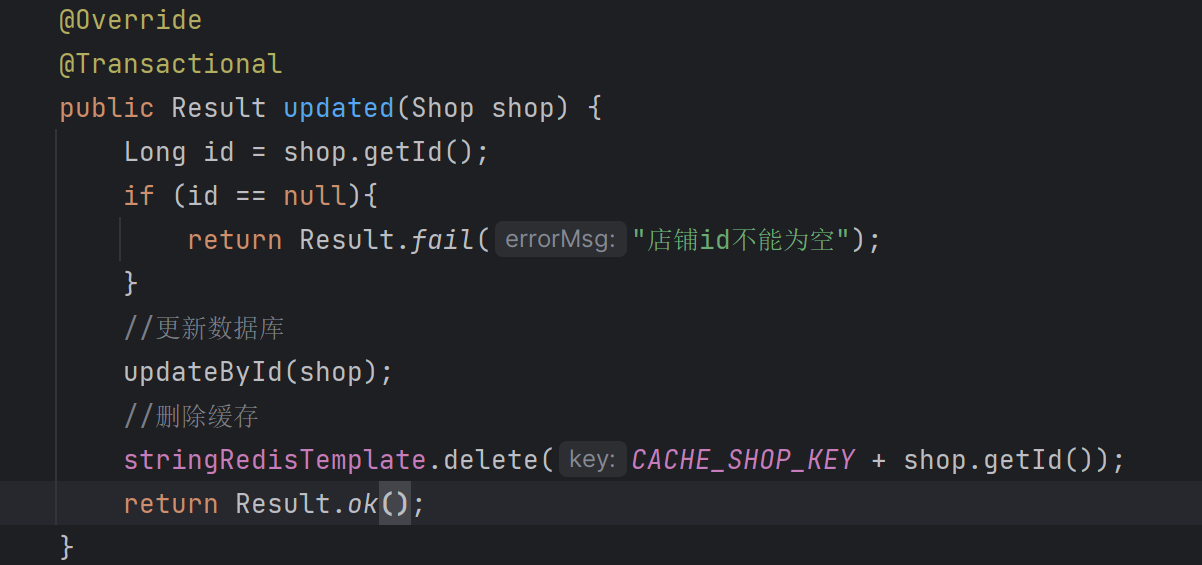 @Override
@Transactional
public Result updated(Shop shop) {
Long id = shop.getId();
if (id == null){
return Result.fail( errorMsg: "店铺id不能为空");
}
//更新数据库
updateById(shop);
//删除缓存
stringRedisTemplate.delete( key: CACHE_SHOP_KEY + shop.getId());
return Result.ok();
}